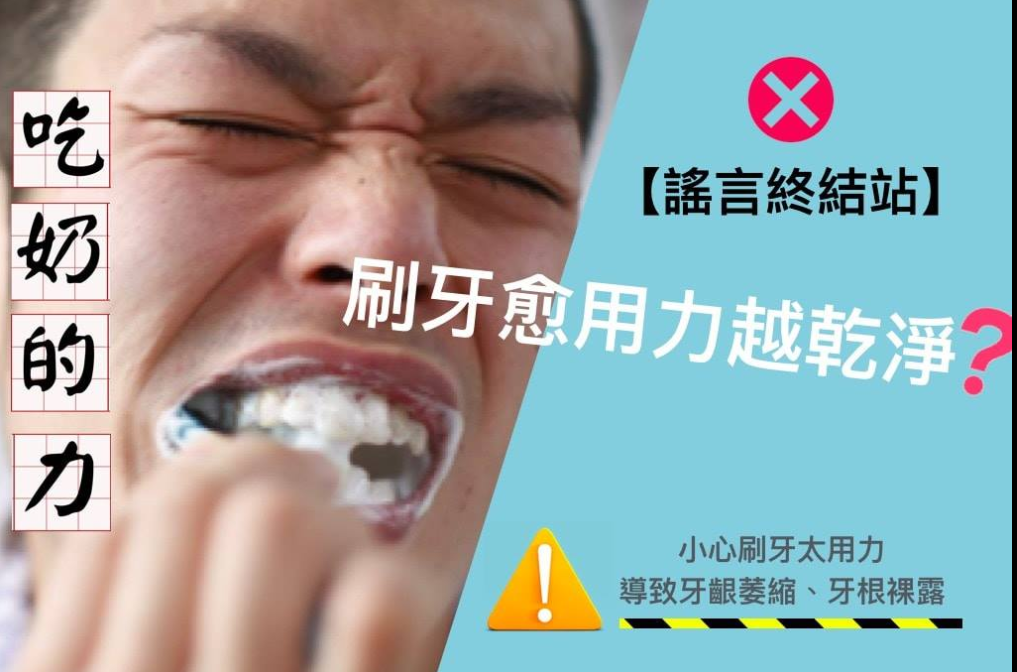 吃
奶
的
力
【謠言終結站】
刷牙愈用力越乾淨?
小心刷牙太用力
導致牙齦萎縮、牙根裸露